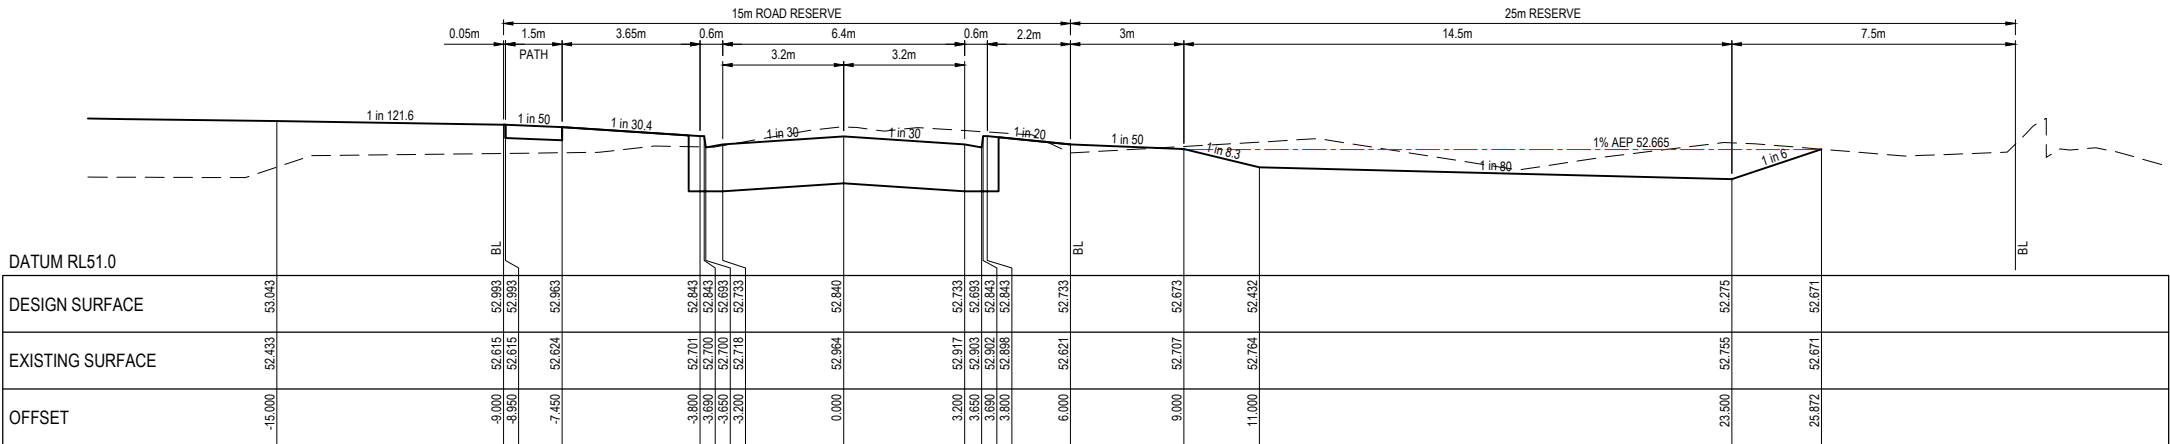 15m ROAD RESERVE 25m RESERVE
0.05m 1.5m 3.65m 0.6m 6.4m 0.6m 2.2m 3m 14.5m 7.5m
PATH 3.2m 3.2m
1 in 121.6 1 in 50 1 in 30.4 1 in 30 1 in 30 1 in 20 1 in 50 1 in 8.3 1 in 80 1% AEP 52.665 1 in 6
BL BL BL
DATUM RL51.0
DESIGN SURFACE 53.043 52.993 52.993 52.963 52.843 52.843 52.693 52.733 52.840 52.733 52.693 52.843 52.843 52.733 52.673 52.432 52.275 52.671
EXISTING SURFACE 52.433 52.615 52.615 52.624 52.701 52.700 52.700 52.718 52.964 52.917 52.903 52.902 52.898 52.621 52.707 52.764 52.755 52.671
OFFSET -15.000 -9.000 -8.950 -7.450 -3.800 -3.690 -3.650 -3.200 0.000 3.200 3.650 3.690 3.800 6.000 9.000 11.000 23.500 25.872